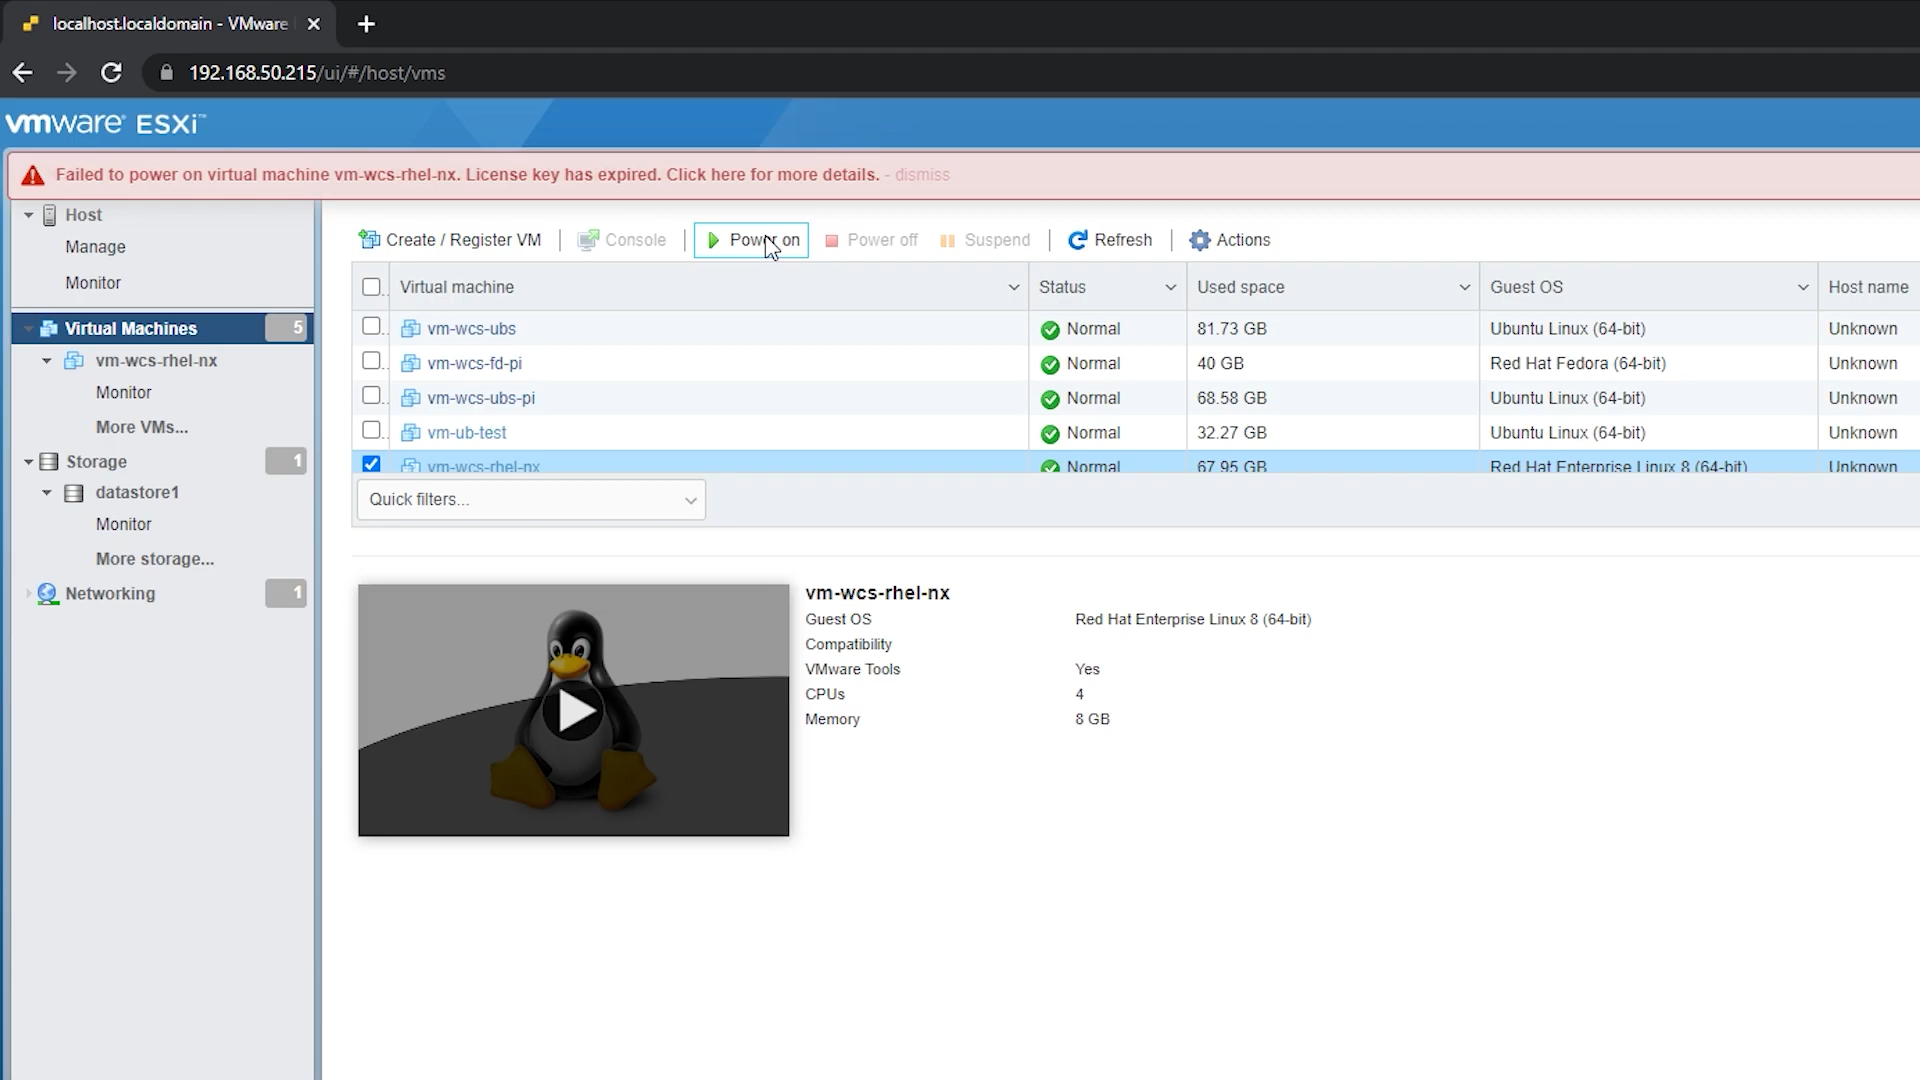 localhost.localdomain - VMware
192.168.50.215/ui/#/host/vms
vmware ESXi™
Failed to power on virtual machine vm-wcs-rhel-nx. License key has expired. Click here for more details. - dismiss
Host
Manage
Monitor
Virtual Machines 5
vm-wcs-rhel-nx
Monitor
More VMs...
Storage 1
datastore1
Monitor
More storage...
Networking 1
Create / Register VM Console Power on Power off Suspend Refresh Actions
Virtual machine Status Used space Guest OS Host name
vm-wcs-ubs Normal 81.73 GB Ubuntu Linux (64-bit) Unknown
vm-wcs-fd-pi Normal 40 GB Red Hat Fedora (64-bit) Unknown
vm-wcs-ubs-pi Normal 68.58 GB Ubuntu Linux (64-bit) Unknown
vm-ub-test Normal 32.27 GB Ubuntu Linux (64-bit) Unknown
vm-wcs-rhel-nx Normal 67.95 GB Red Hat Enterprise Linux 8 (64-bit) Unknown
Quick filters...
vm-wcs-rhel-nx
Guest OS Red Hat Enterprise Linux 8 (64-bit)
Compatibility
VMware Tools Yes
CPUs 4
Memory 8 GB